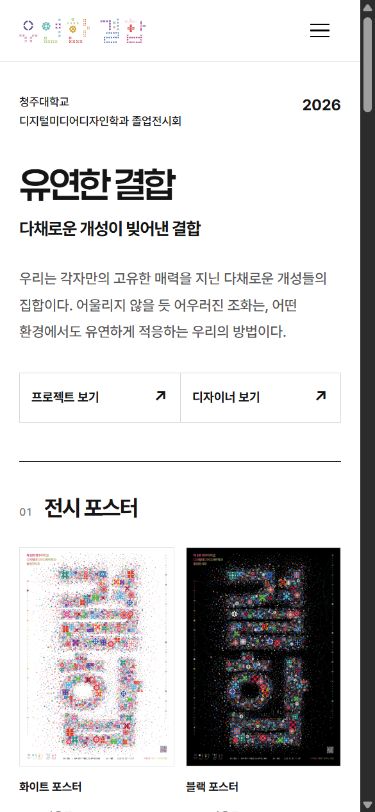 유연한 결합
청주대학교
디지털미디어디자인학과 졸업전시회
2026
유연한 결합
다채로운 개성이 빚어낸 결합
우리는 각자만의 고유한 매력을 지닌 다채로운 개성들의
집합이다. 어울리지 않을 듯 어우러진 조화는, 어떤
환경에서도 유연하게 적응하는 우리의 방법이다.
프로젝트 보기
디자이너 보기
01 전시 포스터
화이트 포스터
블랙 포스터